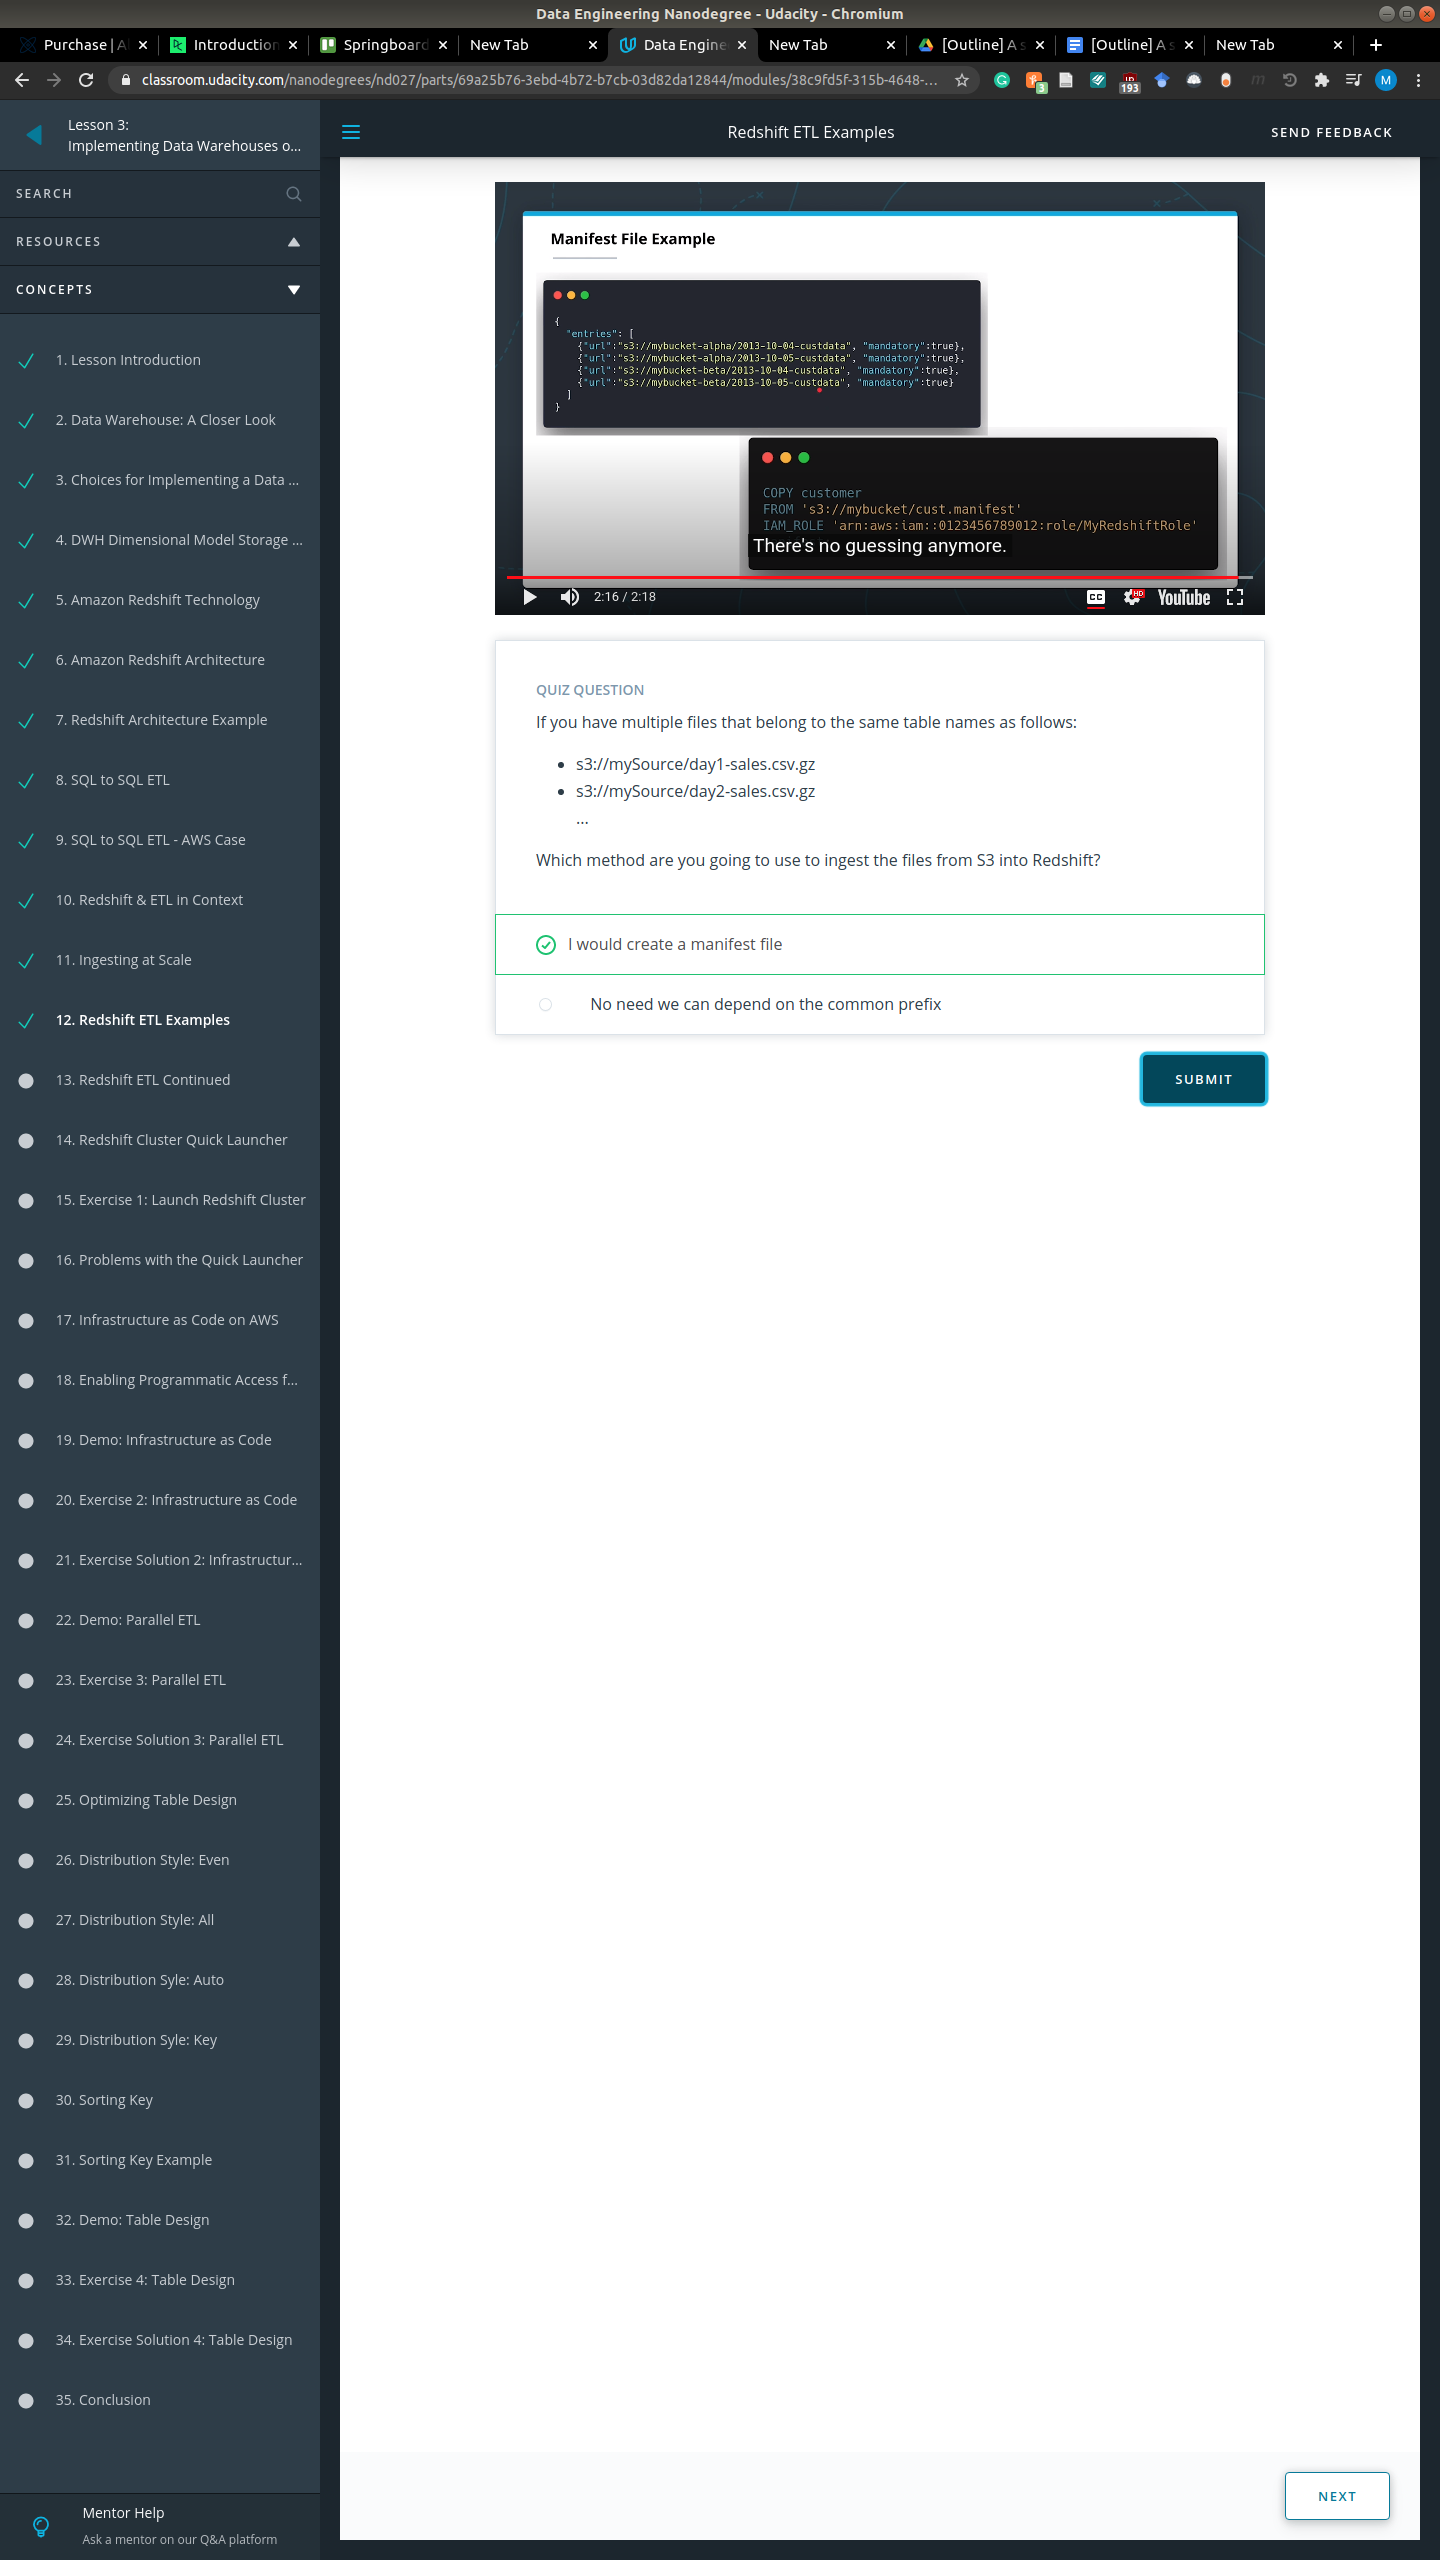 Data Engineering Nanodegree - Udacity - Chromium
Purchase | A
Introduction
Springboard
New Tab
Data Engine
New Tab
[Outline] A s
[Outline] A s
New Tab
classroom.udacity.com/nanodegrees/nd027/parts/69a25b76-3ebd-4b72-b7cb-03d82da12844/modules/38c9fd5f-315b-4648-...
3
193
M
Lesson 3:
Implementing Data Warehouses o...
Redshift ETL Examples
SEND FEEDBACK
SEARCH
RESOURCES
CONCEPTS
1. Lesson Introduction
2. Data Warehouse: A Closer Look
3. Choices for Implementing a Data ...
4. DWH Dimensional Model Storage ...
5. Amazon Redshift Technology
6. Amazon Redshift Architecture
7. Redshift Architecture Example
8. SQL to SQL ETL
9. SQL to SQL ETL - AWS Case
10. Redshift & ETL in Context
11. Ingesting at Scale
12. Redshift ETL Examples
13. Redshift ETL Continued
14. Redshift Cluster Quick Launcher
15. Exercise 1: Launch Redshift Cluster
16. Problems with the Quick Launcher
17. Infrastructure as Code on AWS
18. Enabling Programmatic Access f...
19. Demo: Infrastructure as Code
20. Exercise 2: Infrastructure as Code
21. Exercise Solution 2: Infrastructur...
22. Demo: Parallel ETL
23. Exercise 3: Parallel ETL
24. Exercise Solution 3: Parallel ETL
25. Optimizing Table Design
26. Distribution Style: Even
27. Distribution Style: All
28. Distribution Syle: Auto
29. Distribution Syle: Key
30. Sorting Key
31. Sorting Key Example
32. Demo: Table Design
33. Exercise 4: Table Design
34. Exercise Solution 4: Table Design
35. Conclusion
Mentor Help
Ask a mentor on our Q&A platform
Manifest File Example
{
"entries": [
{"url":"s3://mybucket-alpha/2013-10-04-custdata", "mandatory":true},
{"url":"s3://mybucket-alpha/2013-10-05-custdata", "mandatory":true},
{"url":"s3://mybucket-beta/2013-10-04-custdata", "mandatory":true},
{"url":"s3://mybucket-beta/2013-10-05-custdata", "mandatory":true}
]
}
COPY customer
FROM 's3://mybucket/cust.manifest'
IAM_ROLE 'arn:aws:iam::0123456789012:role/MyRedshiftRole'
There's no guessing anymore.
2:16 / 2:18
CC
HD
YouTube
QUIZ QUESTION
If you have multiple files that belong to the same table names as follows:
• s3://mySource/day1-sales.csv.gz
• s3://mySource/day2-sales.csv.gz
...
Which method are you going to use to ingest the files from S3 into Redshift?
I would create a manifest file
No need we can depend on the common prefix
SUBMIT
NEXT